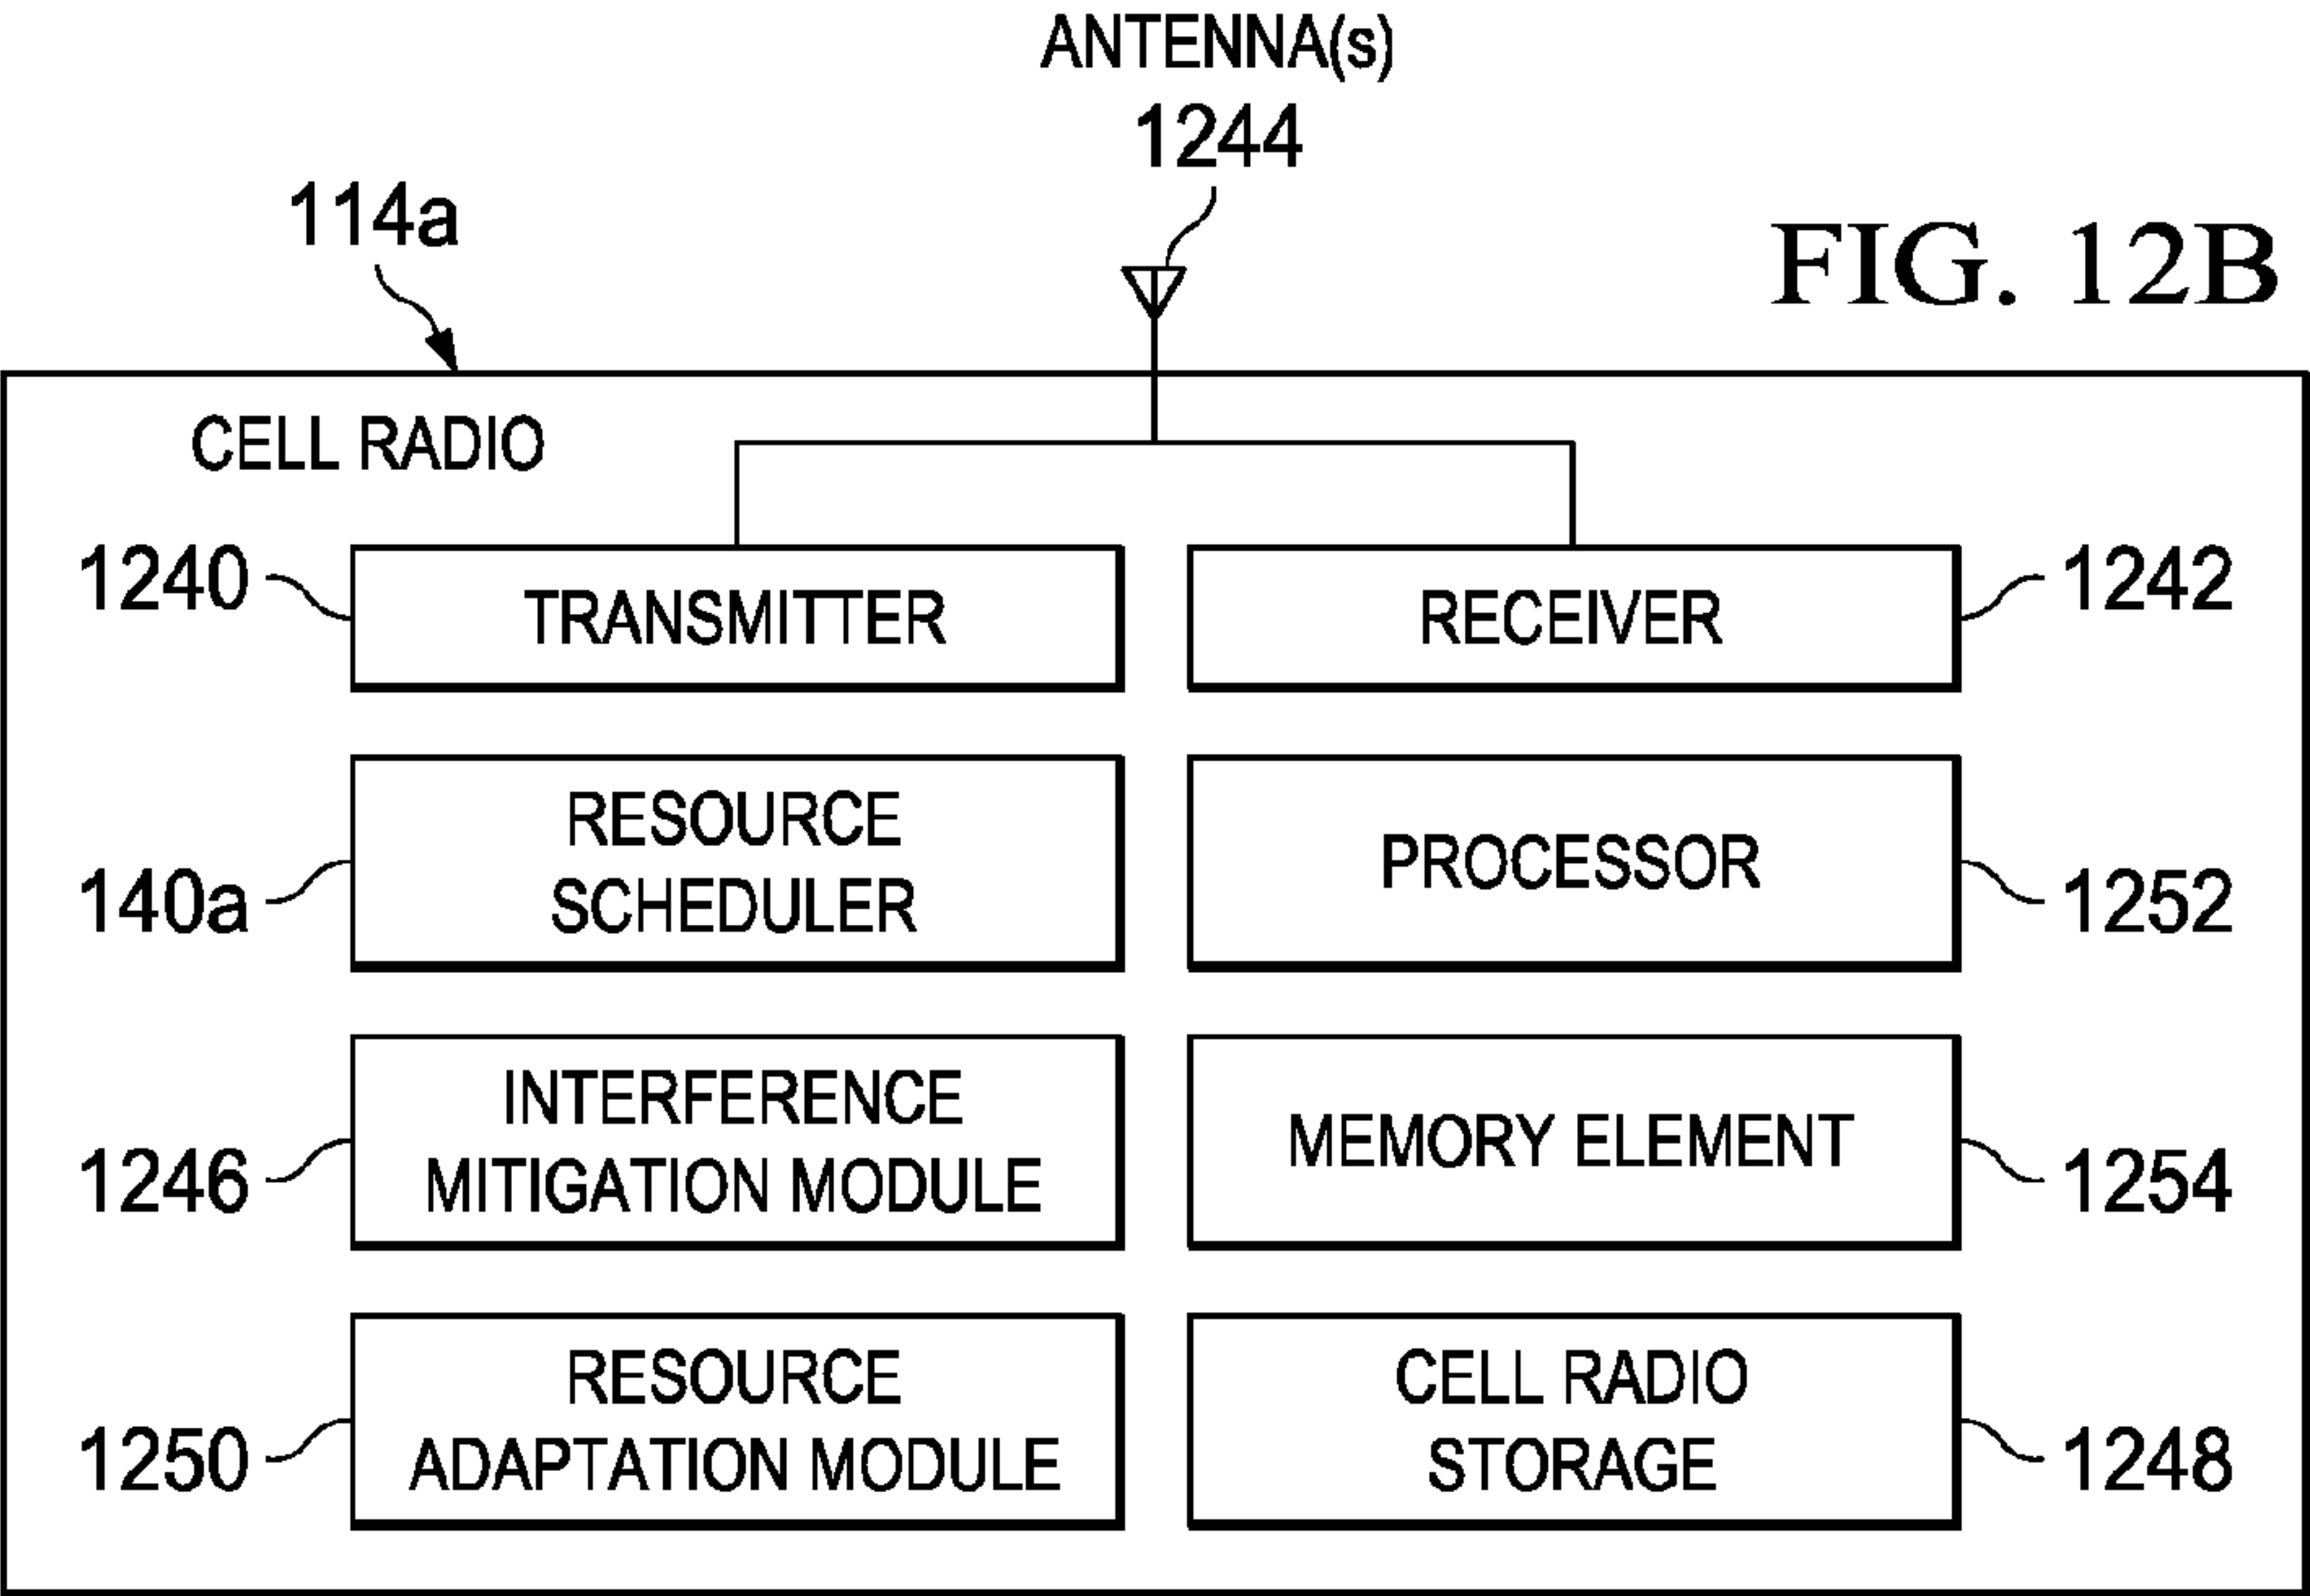 ANTENNA(s)
1244
114a
FIG. 12B
CELL RADIO
1240
TRANSMITTER
RECEIVER
1242
140a
RESOURCE
SCHEDULER
PROCESSOR
1252
1246
INTERFERENCE
MITIGATION MODULE
MEMORY ELEMENT
1254
1250
RESOURCE
ADAPTATION MODULE
CELL RADIO
STORAGE
1248